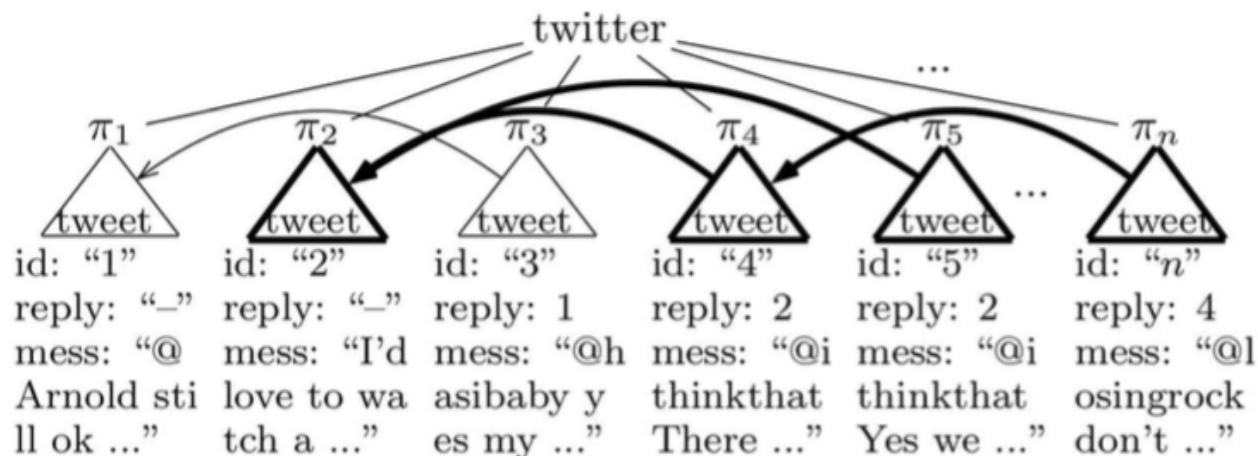 twitter
...
π1 π2 π3 π4 π5 πn
...
tweet tweet tweet tweet tweet tweet
id: “1” id: “2” id: “3” id: “4” id: “5” id: “n”
reply: “–” reply: “–” reply: 1 reply: 2 reply: 2 reply: 4
mess: “@ mess: “I'd mess: “@h mess: “@i mess: “@i mess: “@l
Arnold sti love to wa asibaby y thinkthat thinkthat osingrock
ll ok ...” tch a ...” es my ...” There ...” Yes we ...” don't ...”